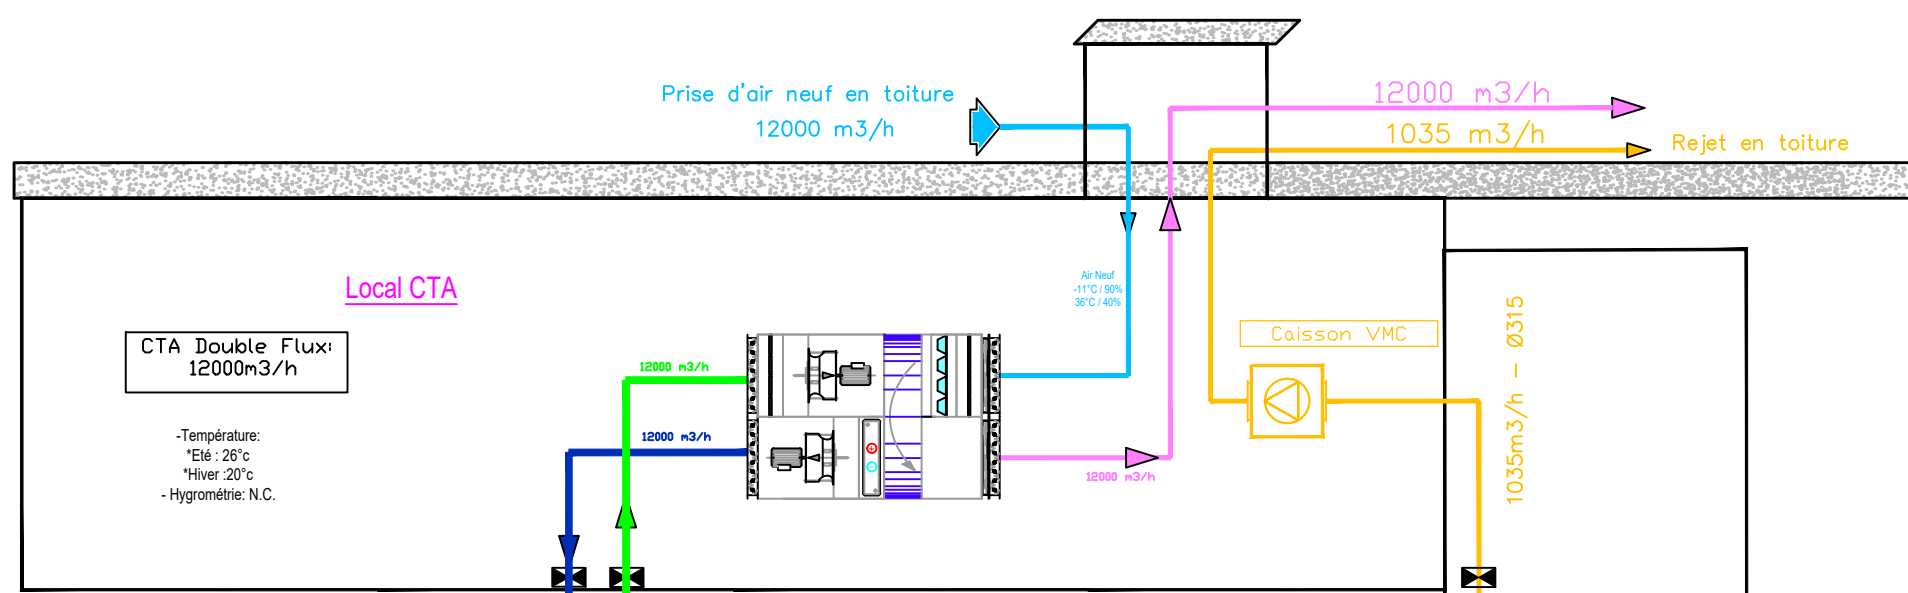 Prise d'air neuf en toiture
12000 m3/h
12000 m3/h
1035 m3/h
Rejet en toiture
Local CTA
CTA Double Flux:
12000m3/h
-Température:
*Eté : 26°c
*Hiver :20°c
- Hygrométrie: N.C.
12000 m3/h
12000 m3/h
Air Neuf
-11°C / 90%
36°C / 40%
12000 m3/h
Caisson VMC
1035m3/h - Ø315